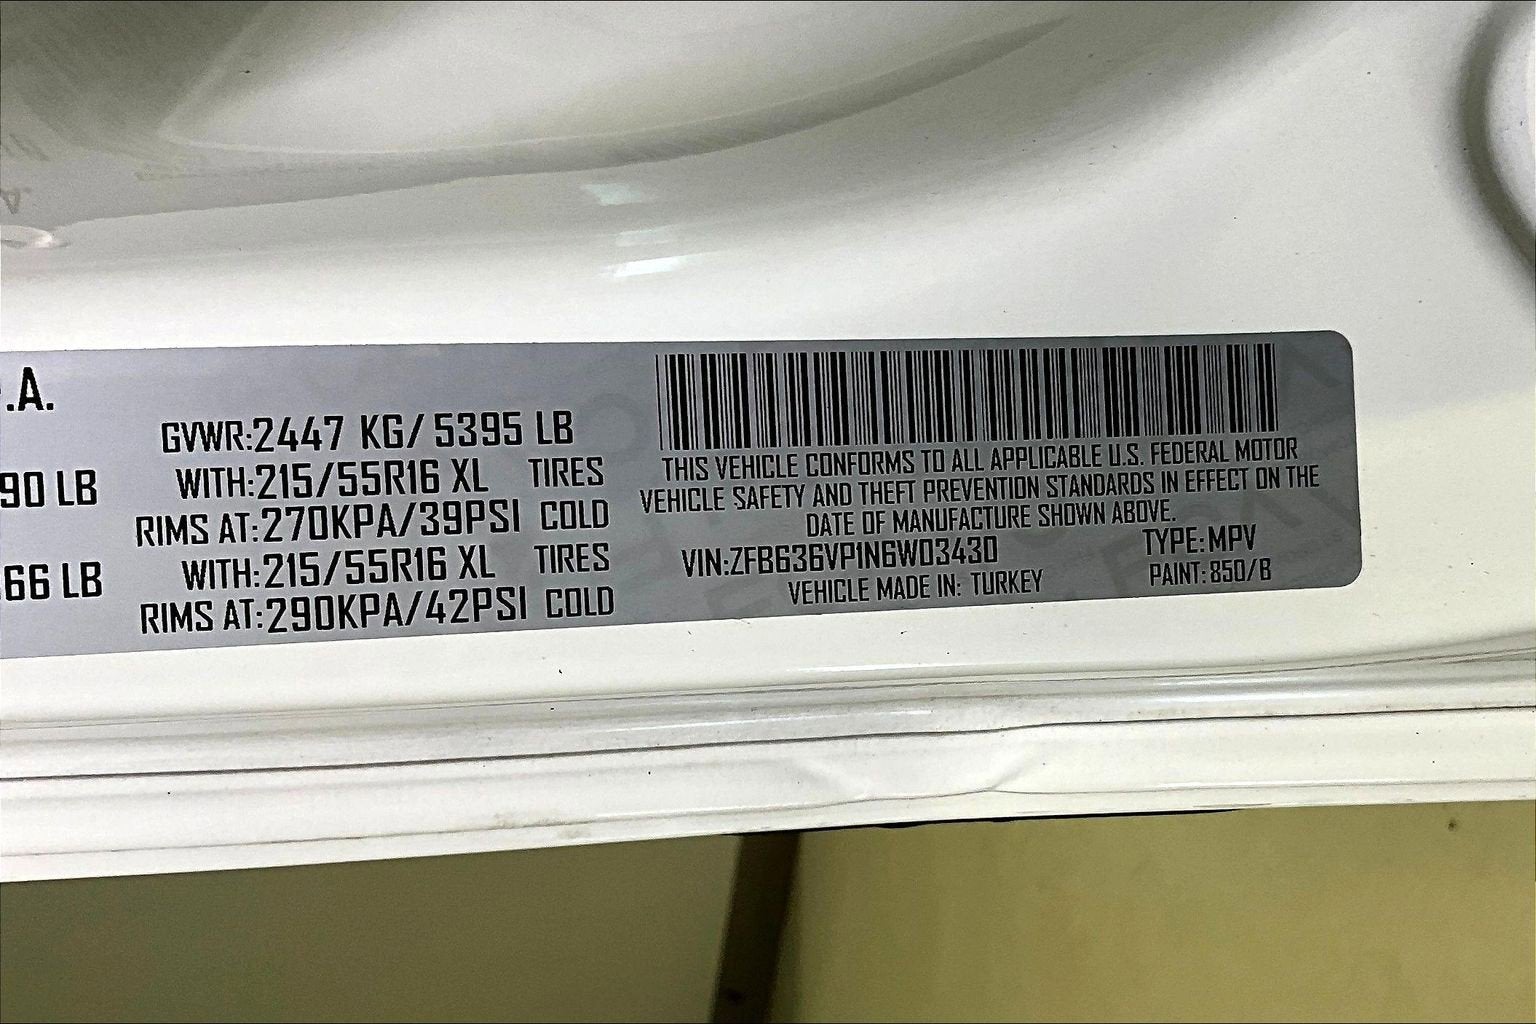 .A.
GVWR:2447 KG/ 5395 LB
90 LB WITH:215/55R16 XL TIRES
RIMS AT:270KPA/39PSI COLD
66 LB WITH:215/55R16 XL TIRES
RIMS AT:290KPA/42PSI COLD
THIS VEHICLE CONFORMS TO ALL APPLICABLE U.S. FEDERAL MOTOR
VEHICLE SAFETY AND THEFT PREVENTION STANDARDS IN EFFECT ON THE
DATE OF MANUFACTURE SHOWN ABOVE.
VIN:ZFB636VP1N6W03430 TYPE:MPV
VEHICLE MADE IN: TURKEY PAINT:850/B